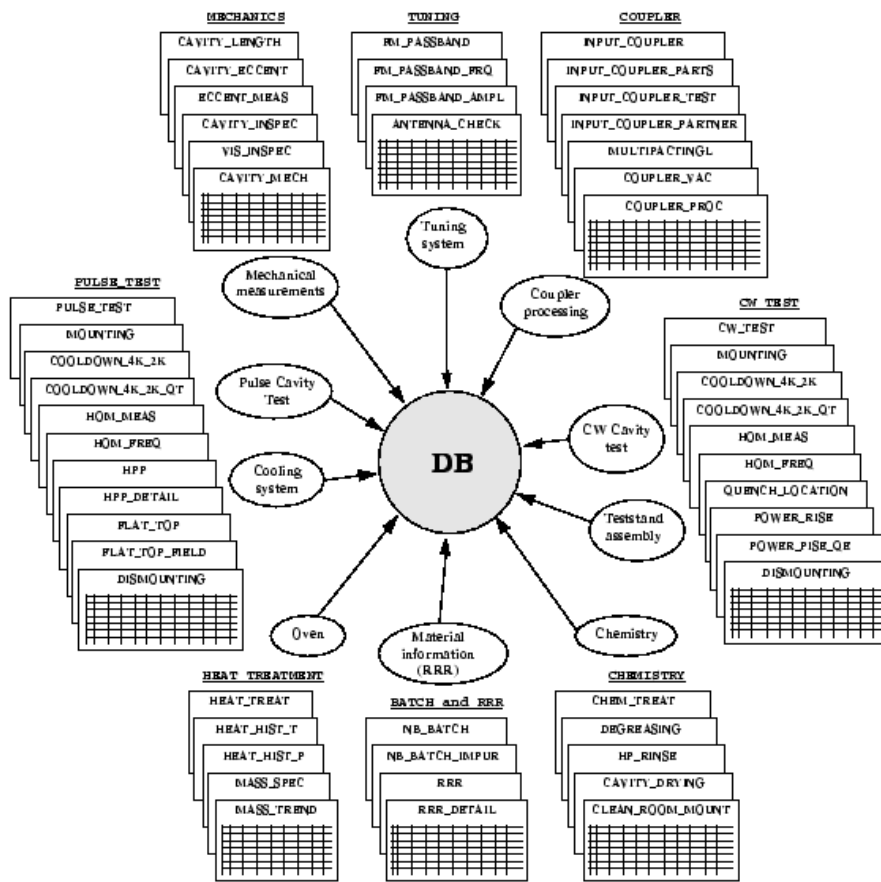 MECHANICS
CAVITY_LENGTH
CAVITY_ECCENT
ECCENT_MEAS
CAVITY_INSPEC
VIS_INSPEC
CAVITY_MECH
TUNING
FM_PASSBAND
FM_PASSBAND_FRQ
FM_PASSBAND_AMPL
ANTENNA_CHECK
COUPLER
INPUT_COUPLER
INPUT_COUPLER_PARTS
INPUT_COUPLER_TEST
INPUT_COUPLER_PARTNER
MULTIPACTINGL
COUPLER_VAC
COUPLER_PROC
Tuning
system
Mechanical
measurements
Coupler
processing
PULSE_TEST
PULSE_TEST
MOUNTING
COOLDOWN_4K_2K
COOLDOWN_4K_2K_QT
HOM_MEAS
HOM_FREQ
HPP
HPP_DETAIL
FLAT_TOP
FLAT_TOP_FIELD
DISMOUNTING
Pulse Cavity
Test
Cooling
system
DB
CW Cavity
test
Teststand
assembly
CW TEST
CW_TEST
MOUNTING
COOLDOWN_4K_2K
COOLDOWN_4K_2K_QT
HOM_MEAS
HOM_FREQ
QUENCH_LOCATION
POWER_RISE
POWER_PISE_QE
DISMOUNTING
Oven
Material
information
(RRR)
Chemistry
HEAT TREATMENT
HEAT_TREAT
HEAT_HIST_T
HEAT_HIST_P
MASS_SPEC
MASS_TREND
BATCH and RRR
NB_BATCH
NB_BATCH_IMPUR
RRR
RRR_DETAIL
CHEMISTRY
CHEM_TREAT
DEGREASING
HP_RINSE
CAVITY_DRYING
CLEAN_ROOM_MOUNT